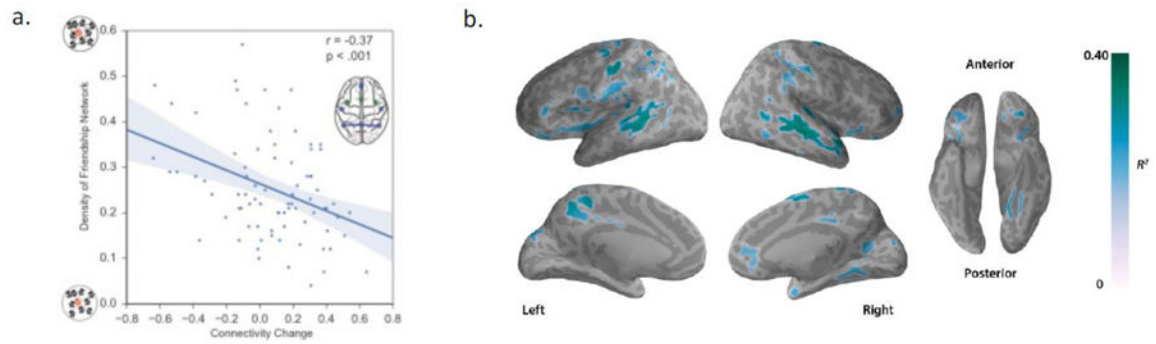 a.
0.6
0.5
0.4
0.3
0.2
0.1
0.0
Density of Friendship Network
r = -0.37
p < .001
−0.8 −0.6 −0.4 −0.2 0.0 0.2 0.4 0.6 0.8
Connectivity Change
b.
Left
Right
Anterior
Posterior
0.40
R²
0